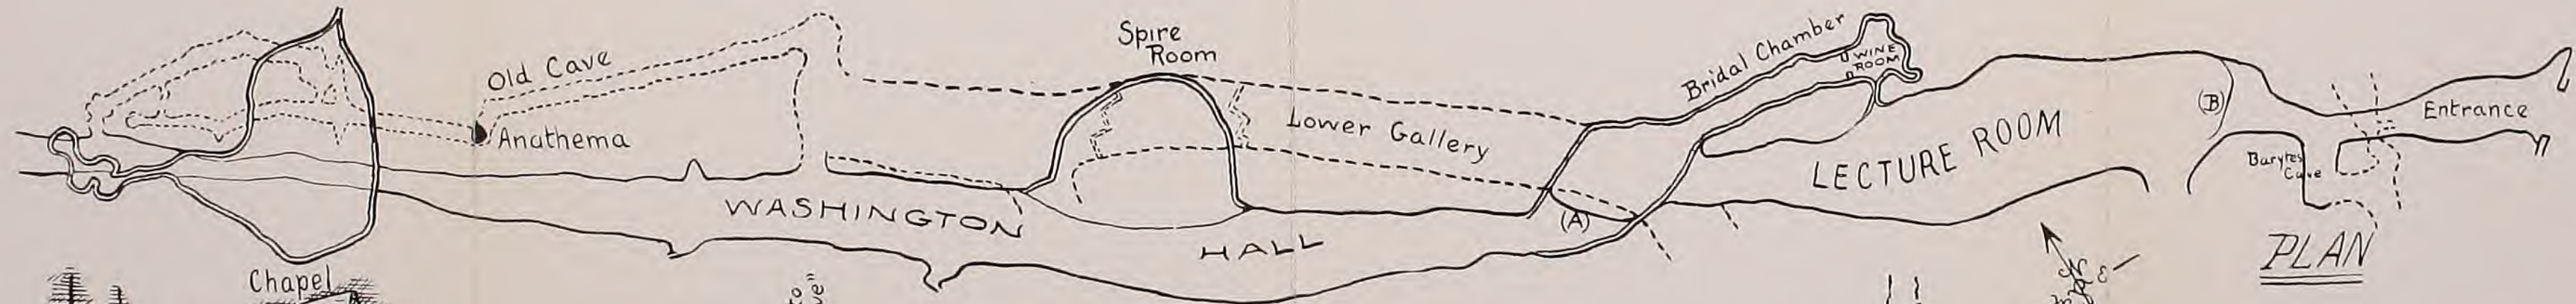 Spire
Room
Bridal Chamber
WINE
ROOM
Old Cave
Anathema
Lower Gallery
LECTURE ROOM
(B)
Entrance
Barytes
Cave
WASHINGTON
HALL
(A)
PLAN
Chapel
to
N
E